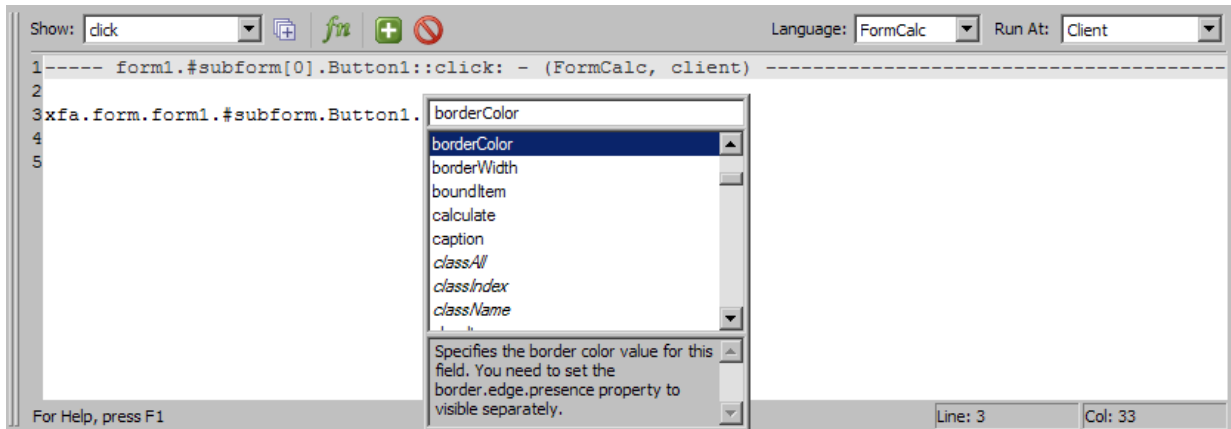 Show: click fn Language: FormCalc Run At: Client
1----- form1.#subform[0].Button1::click: - (FormCalc, client) -------------------------------------
2
3xfa.form.form1.#subform.Button1. borderColor
4
5
borderColor
borderWidth
boundItem
calculate
caption
classAll
classIndex
className
Specifies the border color value for this
field. You need to set the
border.edge.presence property to
visible separately.
For Help, press F1 Line: 3 Col: 33